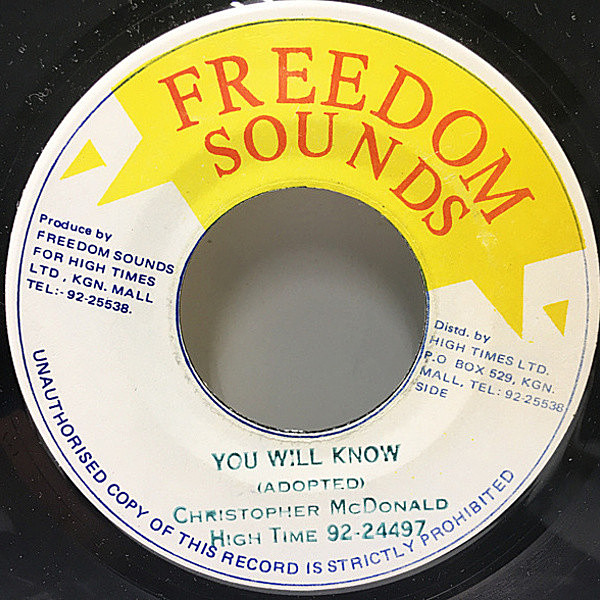 FREEDOM
SOUNDS
Produce by
FREEDOM SOUNDS
FOR HIGH TIMES
LTD, KGN. MALL
TEL:- 92-25538.
Distd. by
HIGH TIMES LTD.
P.O BOX 529, KGN.
MALL, TEL: 92-25538
SIDE
YOU WILL KNOW
(ADOPTED)
CHRISTOPHER MCDONALD
HIGH TIME 92-24497
UNAUTHORISED COPY OF THIS RECORD IS STRICTLY PROHIBITED